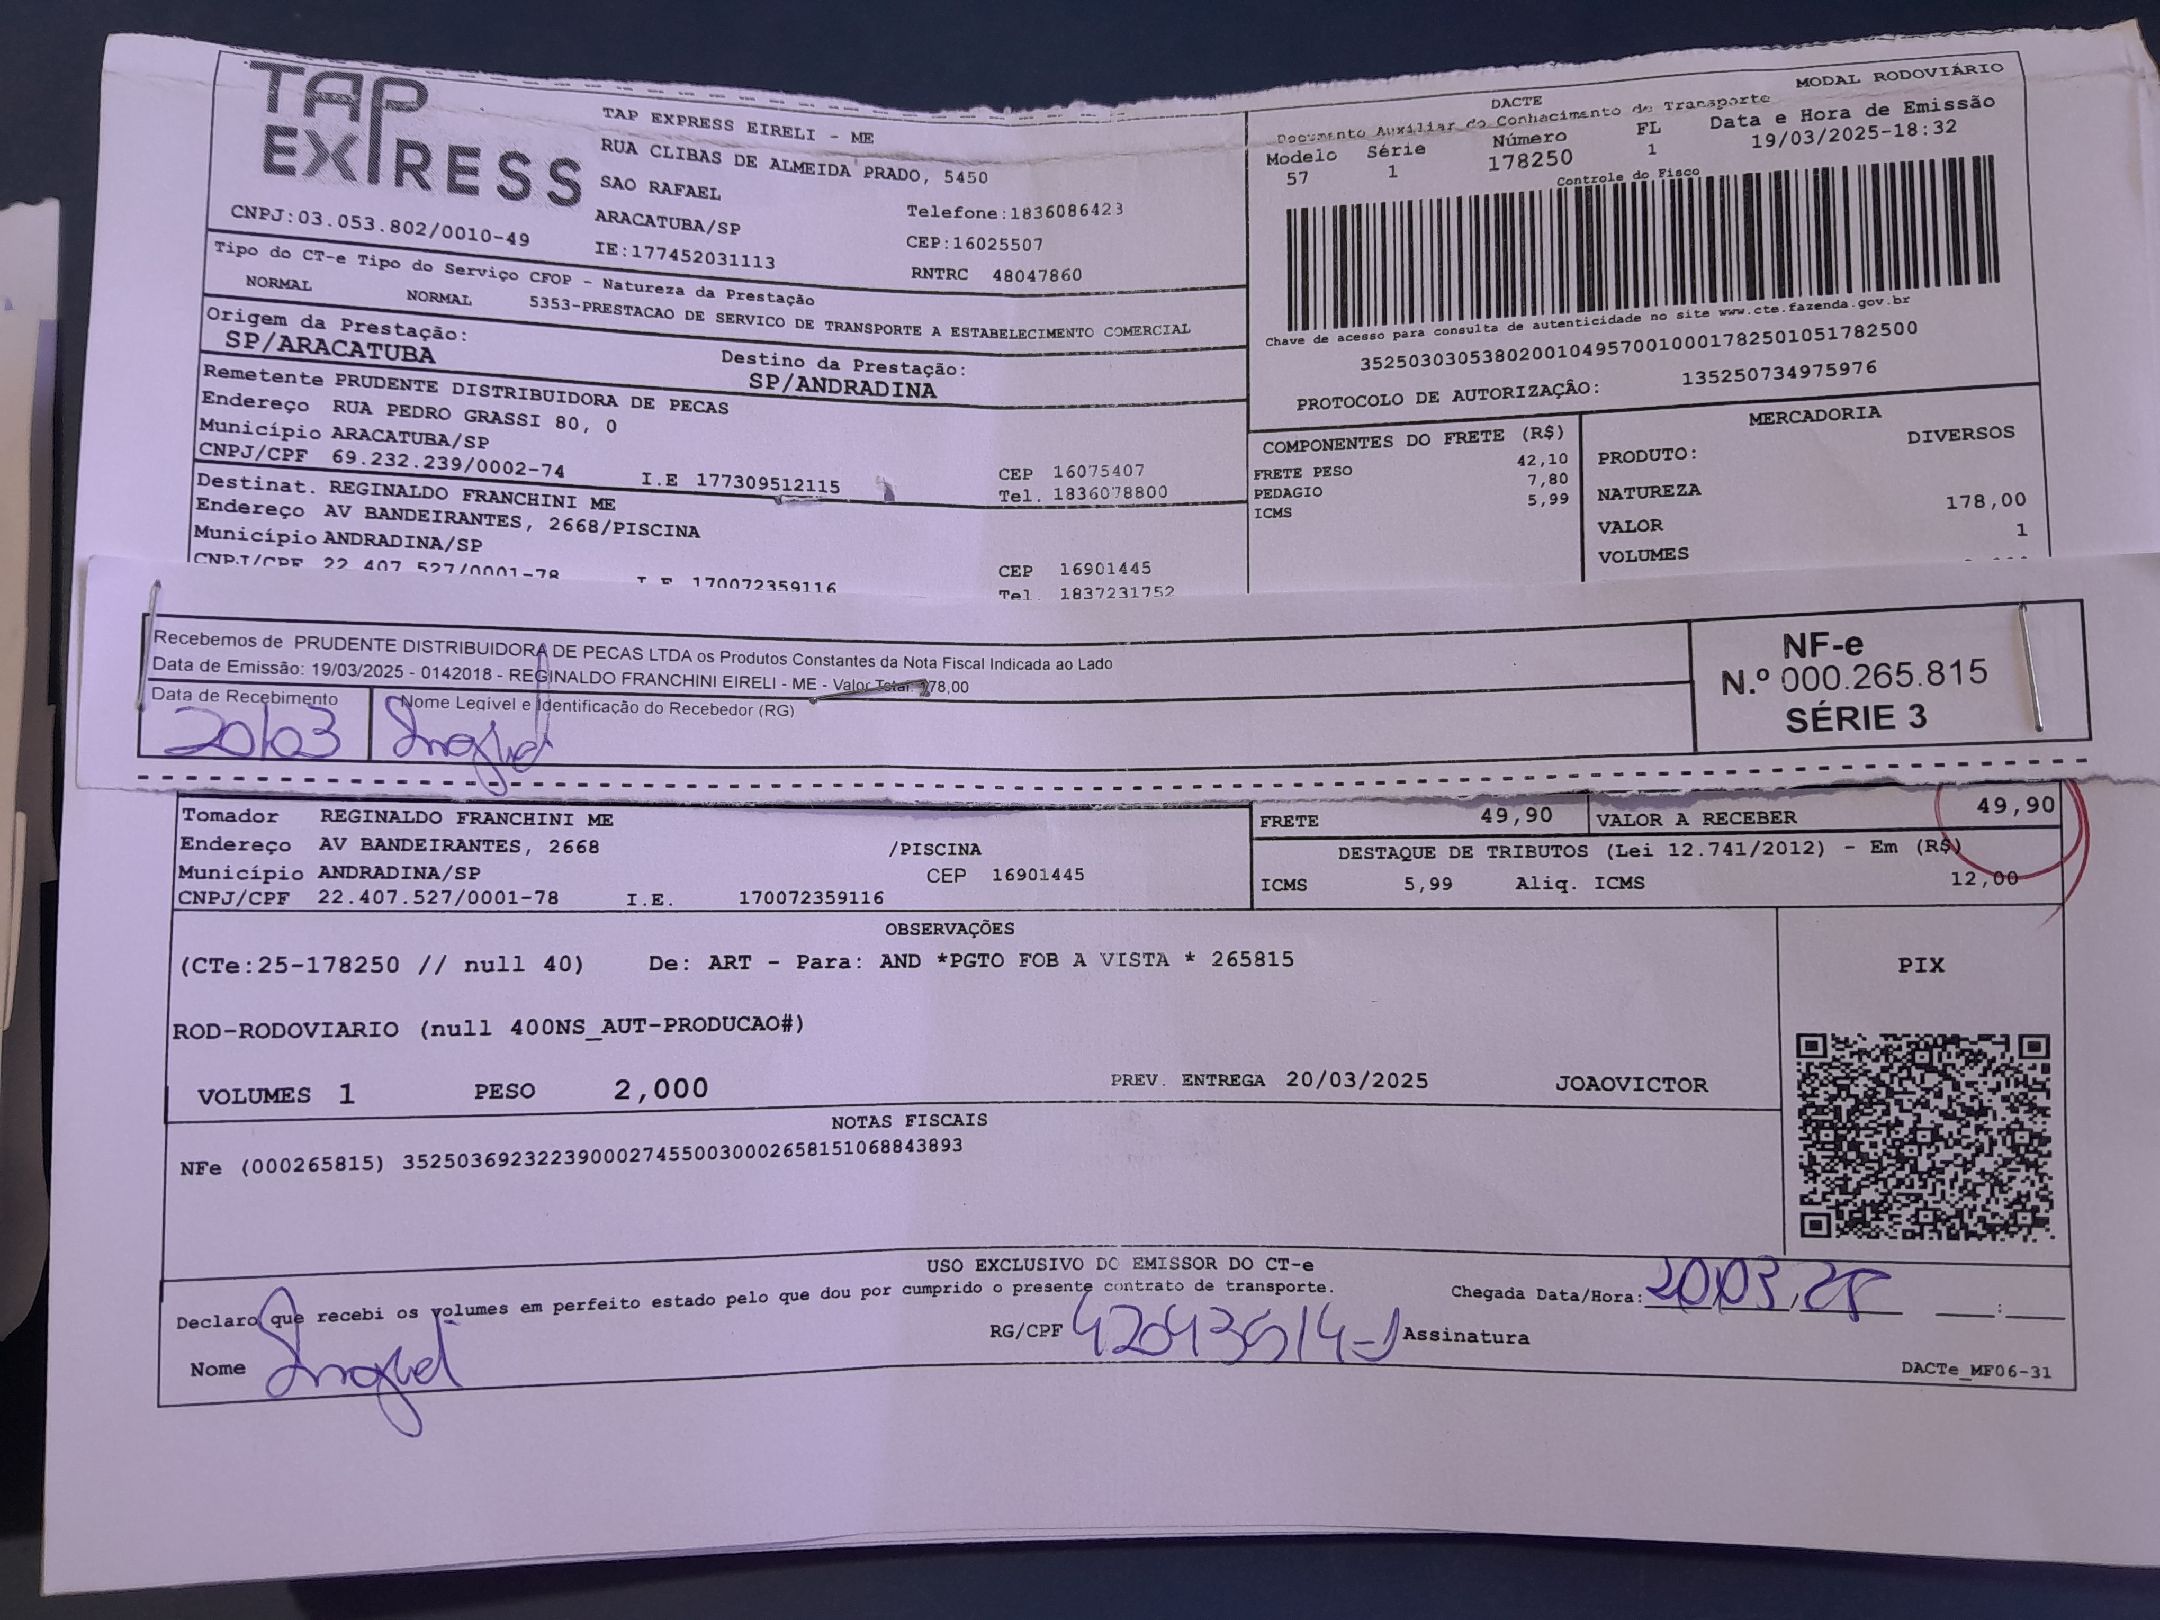 TAP
EXPRESS
CNPJ:03.053.802/0010-49
TAP EXPRESS EIRELI - ME
RUA CLIBAS DE ALMEIDA PRADO, 5450
SAO RAFAEL
ARACATUBA/SP
IE:177452031113
Telefone:1836086423
CEP:16025507
RNTRC 48047860
MODAL RODOVIÁRIO
DACTE
Documento Auxiliar do Conhacimento de Transporte
Modelo Série Número FL Data e Hora de Emissão
57 1 178250 1 19/03/2025-18:32
Controle do Fisco
Chave de acesso para consulta de autenticidade no site www.cte.fazenda.gov.br
35250303053802001049570010001782501051782500
PROTOCOLO DE AUTORIZAÇÃO: 135250734975976
Tipo do CT-e Tipo do Serviço CFOP - Natureza da Prestação
NORMAL NORMAL 5353-PRESTACAO DE SERVICO DE TRANSPORTE A ESTABELECIMENTO COMERCIAL
Origem da Prestação:
SP/ARACATUBA
Destino da Prestação:
SP/ANDRADINA
Remetente PRUDENTE DISTRIBUIDORA DE PECAS
Endereço RUA PEDRO GRASSI 80, 0
Município ARACATUBA/SP
CNPJ/CPF 69.232.239/0002-74 I.E 177309512115
CEP 16075407
Tel. 1836078800
Destinat. REGINALDO FRANCHINI ME
Endereço AV BANDEIRANTES, 2668/PISCINA
Município ANDRADINA/SP
CNPJ/CPF 22.407.527/0001-78 I.E 170072359116
CEP 16901445
Tel. 1837231752
COMPONENTES DO FRETE (R$)
FRETE PESO 42,10
PEDAGIO 7,80
ICMS 5,99
MERCADORIA
PRODUTO: DIVERSOS
NATUREZA
VALOR 178,00
VOLUMES 1
Recebemos de PRUDENTE DISTRIBUIDORA DE PECAS LTDA os Produtos Constantes da Nota Fiscal Indicada ao Lado
Data de Emissão: 19/03/2025 - 0142018 - REGINALDO FRANCHINI EIRELI - ME - Valor Total: 178,00
Data de Recebimento
20/03
Nome Legível e Identificação do Recebedor (RG)
Ingrid
NF-e
N.º 000.265.815
SÉRIE 3
Tomador REGINALDO FRANCHINI ME
Endereço AV BANDEIRANTES, 2668 /PISCINA
Município ANDRADINA/SP CEP 16901445
CNPJ/CPF 22.407.527/0001-78 I.E. 170072359116
FRETE 49,90 VALOR A RECEBER 49,90
DESTAQUE DE TRIBUTOS (Lei 12.741/2012) - Em (R$)
ICMS 5,99 Aliq. ICMS 12,00
OBSERVAÇÕES
(CTe:25-178250 // null 40) De: ART - Para: AND *PGTO FOB A VISTA * 265815
ROD-RODOVIARIO (null 400NS_AUT-PRODUCAO#)
VOLUMES 1 PESO 2,000 PREV. ENTREGA 20/03/2025 JOAOVICTOR
PIX
NOTAS FISCAIS
NFe (000265815) 35250369232239000274550030002658151068843893
USO EXCLUSIVO DO EMISSOR DO CT-e
Declaro que recebi os volumes em perfeito estado pelo que dou por cumprido o presente contrato de transporte.
Chegada Data/Hora: 20/03,25 :
Nome Ingrid RG/CPF Assinatura
DACTe_MF06-31